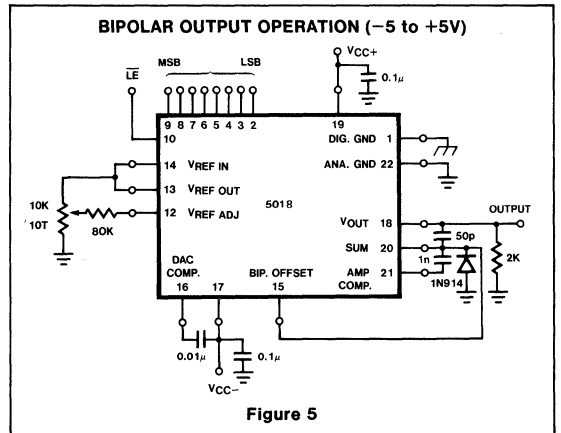 BIPOLAR OUTPUT OPERATION (−5 to +5V)
LE
MSB
LSB
VCC+
0.1μ
9 8 7 6 5 4 3 2
19
10
DIG. GND 1
14 VREF IN
ANA. GND 22
13 VREF OUT
5018
10K
10T
80K
12 VREF ADJ
VOUT 18
OUTPUT
50p
SUM 20
1n
2K
DAC
COMP.
BIP. OFFSET
AMP 21
COMP.
1N914
16 17 15
0.01μ
0.1μ
VCC−
Figure 5